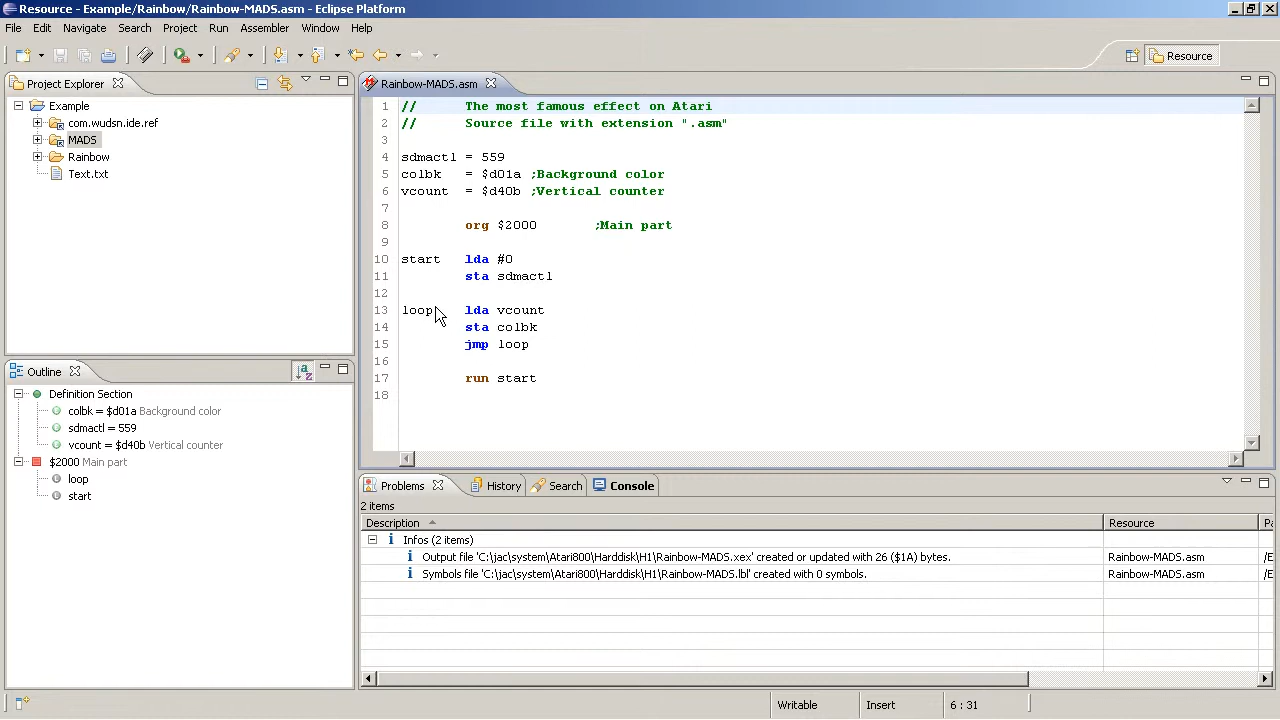 Resource - Example/Rainbow/Rainbow-MADS.asm - Eclipse Platform
File Edit Navigate Search Project Run Assembler Window Help
Resource
Project Explorer
Example
com.wudsn.ide.ref
MADS
Rainbow
Text.txt
Rainbow-MADS.asm
1 // The most famous effect on Atari
2 // Source file with extension ".asm"
3
4 sdmactl = 559
5 colbk = $d01a ;Background color
6 vcount = $d40b ;Vertical counter
7
8 org $2000 ;Main part
9
10 start lda #0
11 sta sdmactl
12
13 loop lda vcount
14 sta colbk
15 jmp loop
16
17 run start
18
Outline
Definition Section
colbk = $d01a Background color
sdmactl = 559
vcount = $d40b Vertical counter
$2000 Main part
loop
start
Problems History Search Console
2 items
Description Resource Pa
Infos (2 items)
Output file 'C:\jac\system\Atari800\Harddisk\H1\Rainbow-MADS.xex' created or updated with 26 ($1A) bytes. Rainbow-MADS.asm /E
Symbols file 'C:\jac\system\Atari800\Harddisk\H1\Rainbow-MADS.lbl' created with 0 symbols. Rainbow-MADS.asm /E
Writable Insert 6 : 31